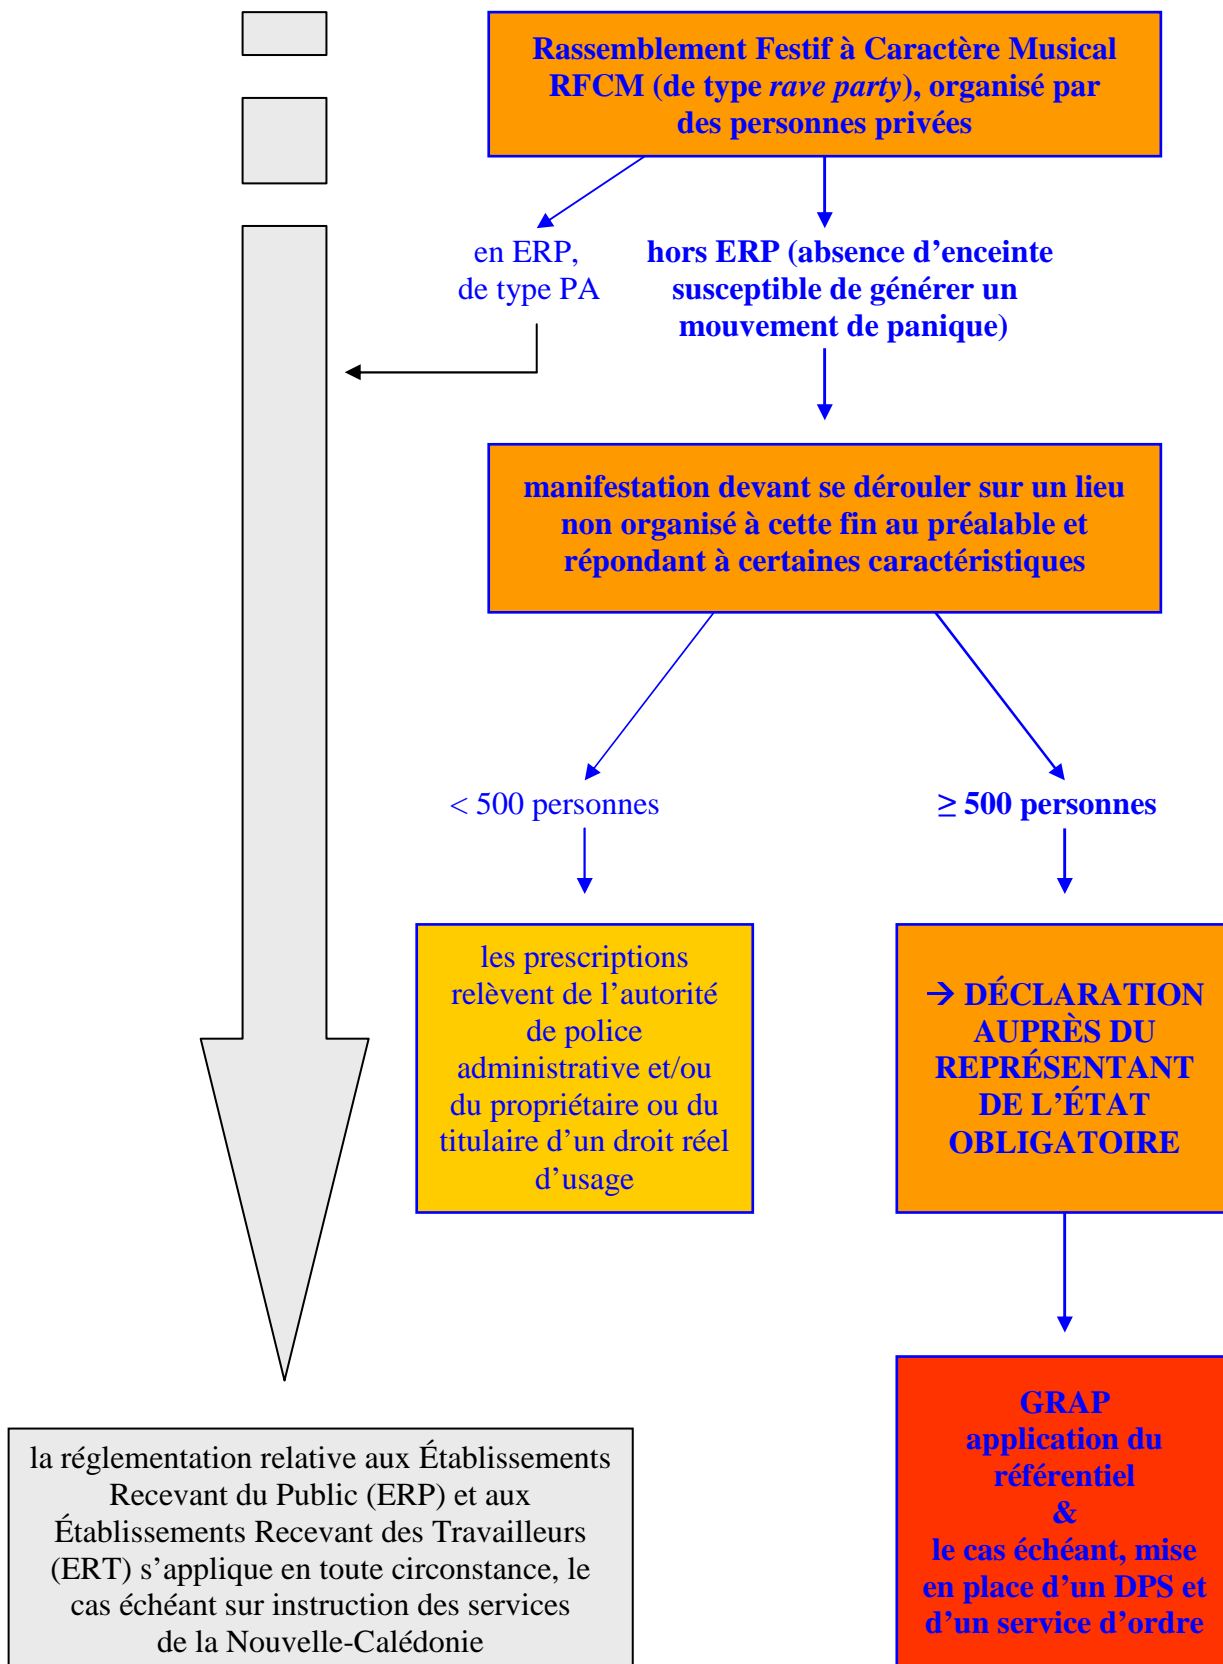 Rassemblement Festif à Caractère Musical
RFCM (de type rave party), organisé par
des personnes privées
en ERP,
de type PA
hors ERP (absence d’enceinte
susceptible de générer un
mouvement de panique)
manifestation devant se dérouler sur un lieu
non organisé à cette fin au préalable et
répondant à certaines caractéristiques
< 500 personnes
≥ 500 personnes
les prescriptions
relèvent de l’autorité
de police
administrative et/ou
du propriétaire ou du
titulaire d’un droit réel
d’usage
→ DÉCLARATION
AUPRÈS DU
REPRÉSENTANT
DE L’ÉTAT
OBLIGATOIRE
GRAP
application du
référentiel
&
le cas échéant, mise
en place d’un DPS et
d’un service d’ordre
la réglementation relative aux Établissements
Recevant du Public (ERP) et aux
Établissements Recevant des Travailleurs
(ERT) s’applique en toute circonstance, le
cas échéant sur instruction des services
de la Nouvelle-Calédonie